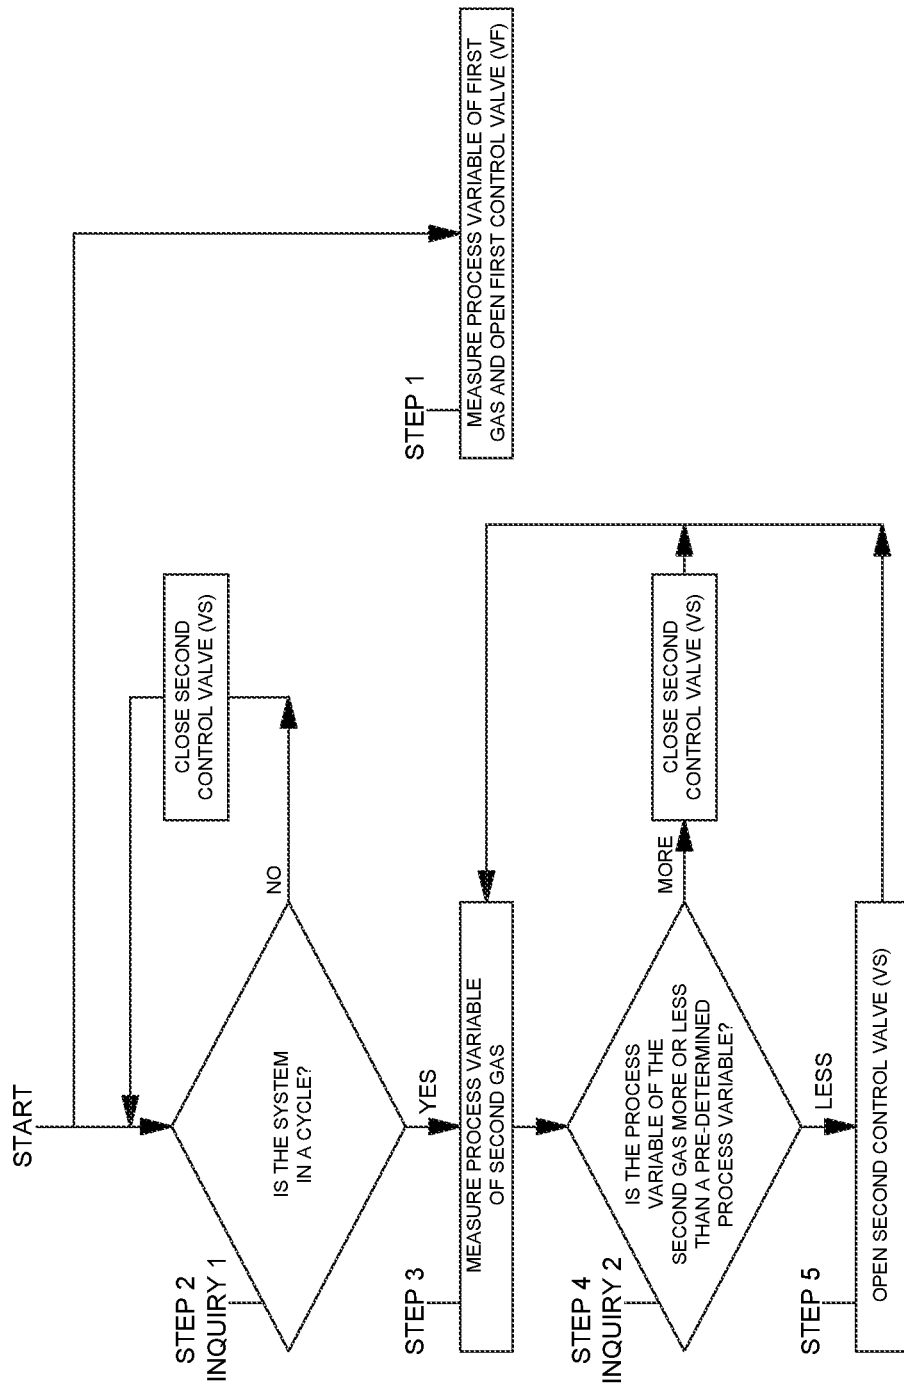 START
STEP 2
INQUIRY 1
IS THE SYSTEM
IN A CYCLE?
NO
CLOSE SECOND
CONTROL VALVE (VS)
YES
STEP 3
MEASURE PROCESS VARIABLE
OF SECOND GAS
STEP 1
MEASURE PROCESS VARIABLE OF FIRST
GAS AND OPEN FIRST CONTROL VALVE (VF)
STEP 4
INQUIRY 2
IS THE PROCESS
VARIABLE OF THE
SECOND GAS MORE OR LESS
THAN A PRE-DETERMINED
PROCESS VARIABLE?
MORE
CLOSE SECOND
CONTROL VALVE (VS)
LESS
STEP 5
OPEN SECOND CONTROL VALVE (VS)